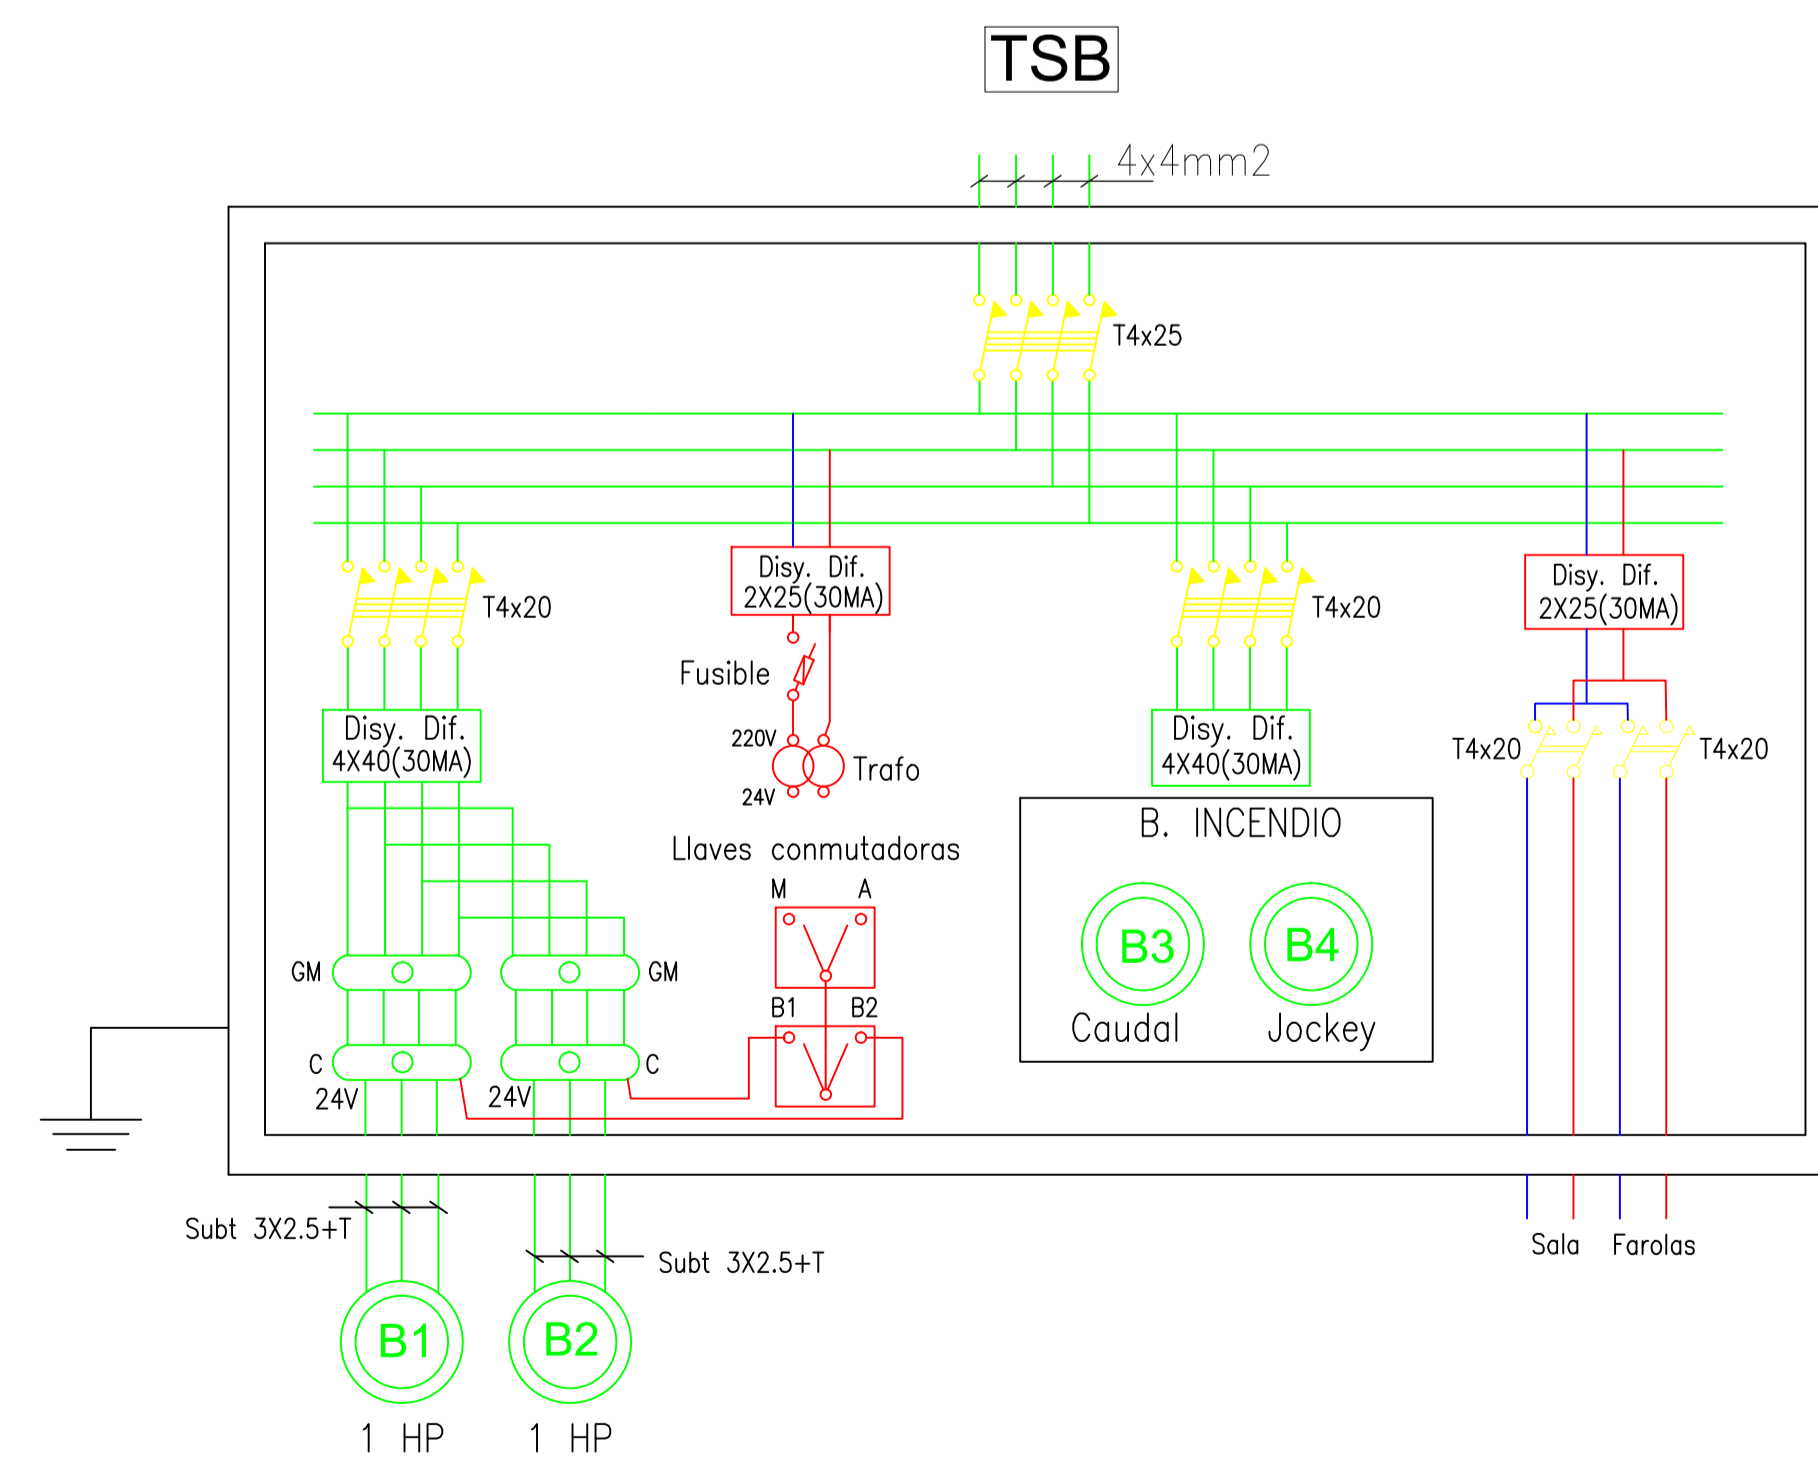 TSB
4x4mm2
T4x25
T4x20
Disy. Dif.
2X25(30MA)
T4x20
Disy. Dif.
2X25(30MA)
Fusible
Disy. Dif.
4X40(30MA)
220V
Trafo
24V
Disy. Dif.
4X40(30MA)
T4x20
T4x20
Llaves conmutadoras
M A
B. INCENDIO
B3
B4
Caudal
Jockey
GM
GM
B1 B2
C
C
24V
24V
Subt 3X2.5+T
Subt 3X2.5+T
Sala
Farolas
B1
B2
1 HP
1 HP